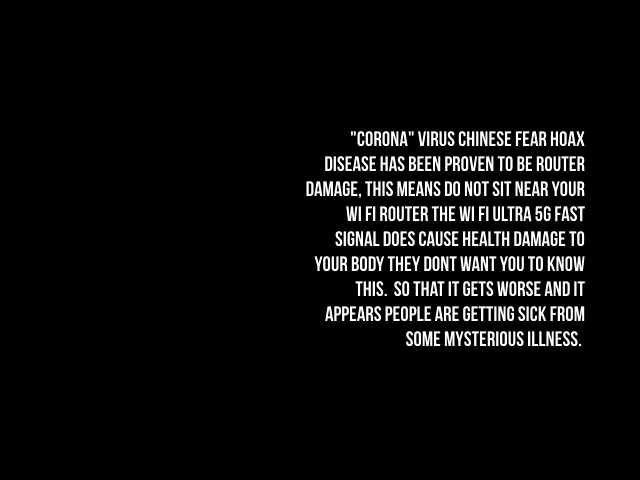 "CORONA" VIRUS CHINESE FEAR HOAX
DISEASE HAS BEEN PROVEN TO BE ROUTER
DAMAGE, THIS MEANS DO NOT SIT NEAR YOUR
WI FI ROUTER THE WI FI ULTRA 5G FAST
SIGNAL DOES CAUSE HEALTH DAMAGE TO
YOUR BODY THEY DONT WANT YOU TO KNOW
THIS.  SO THAT IT GETS WORSE AND IT
APPEARS PEOPLE ARE GETTING SICK FROM
SOME MYSTERIOUS ILLNESS.